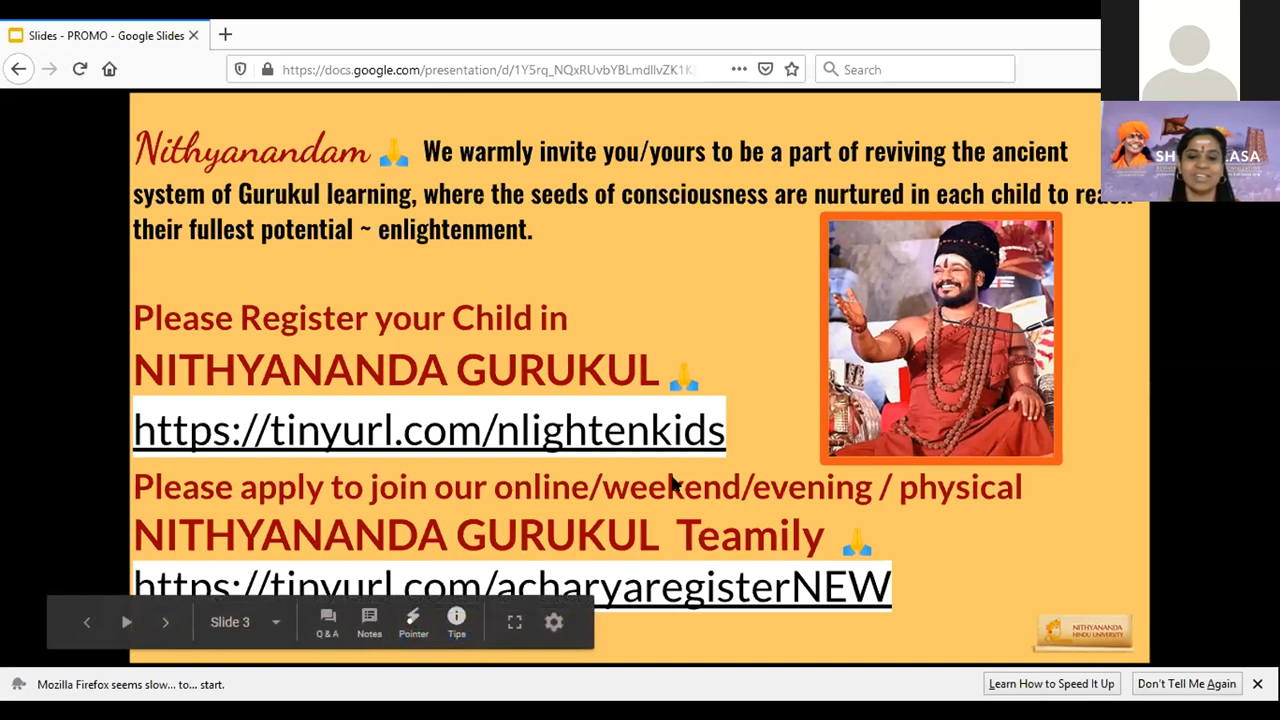 Slides - PROMO - Google Slides
https://docs.google.com/presentation/d/1Y5rq_NQxRUvbYBLmdllvZK1K
Search
Nithyanandam 🙏 We warmly invite you/yours to be a part of reviving the ancient
system of Gurukul learning, where the seeds of consciousness are nurtured in each child to
their fullest potential ~ enlightenment.
Please Register your Child in
NITHYANANDA GURUKUL 🙏
https://tinyurl.com/nlightenkids
Please apply to join our online/weekend/evening / physical
NITHYANANDA GURUKUL Teamily 🙏
https://tinyurl.com/acharyaregisterNEW
Slide 3
Q & A
Notes
Pointer
Tips
NITHYANANDA
HINDU UNIVERSITY
Mozilla Firefox seems slow... to... start.
Learn How to Speed It Up
Don't Tell Me Again